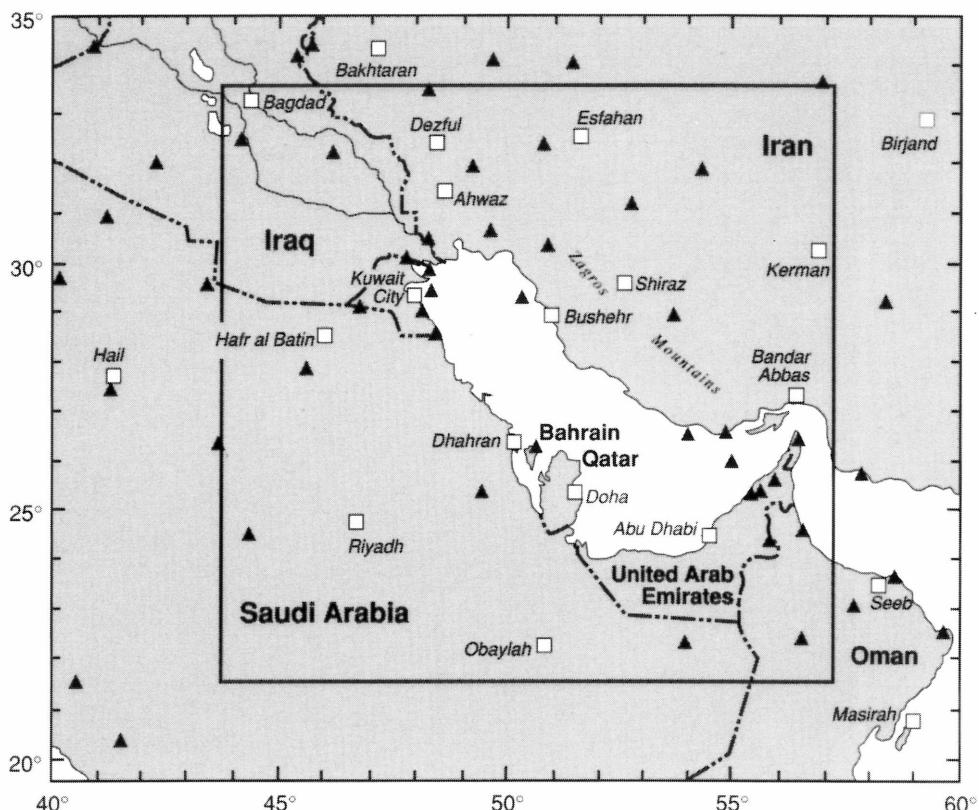 35°
Bakhtaran
Bagdad
Dezful
Esfahan
Iran
Birjand
Ahwaz
Iraq
30°
Zagros
Kerman
Kuwait
City
Shiraz
Bushehr
Hafr al Batin
Mountains
Hail
Bandar
Abbas
Dhahran
Bahrain
Qatar
Doha
25°
Riyadh
Abu Dhabi
United Arab
Emirates
Saudi Arabia
Seeb
Obaylah
Oman
Masirah
20°
40°
45°
50°
55°
60°